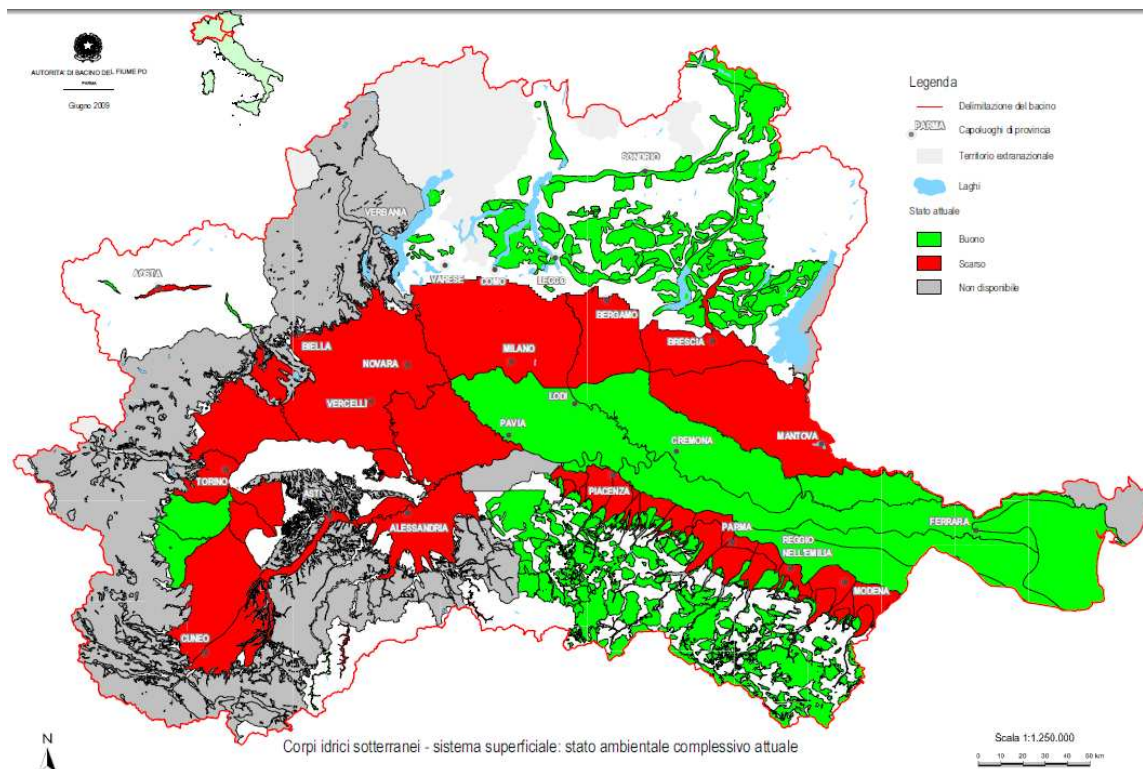 AUTORITA' DI BACINO DEL FIUME PO
PARMA
Giugno 2009
Legenda
Delimitazione del bacino
PARMA
Capoluoghi di provincia
Territorio extranazionale
Laghi
Stato attuale
Buono
Scarso
Non disponibile
SONDRIO
VERBANIA
AOSTA
VARESE
COMO
LECCO
BERGAMO
BIELLA
MILANO
BRESCIA
NOVARA
VERCELLI
LODI
PAVIA
CREMONA
MANTOVA
TORINO
ASTI
PIACENZA
ALESSANDRIA
PARMA
FERRARA
REGGIO
NELL'EMILIA
MODENA
CUNEO
N
Corpi idrici sotterranei - sistema superficiale: stato ambientale complessivo attuale
Scala 1:1.250.000
0 10 20 40 60 km